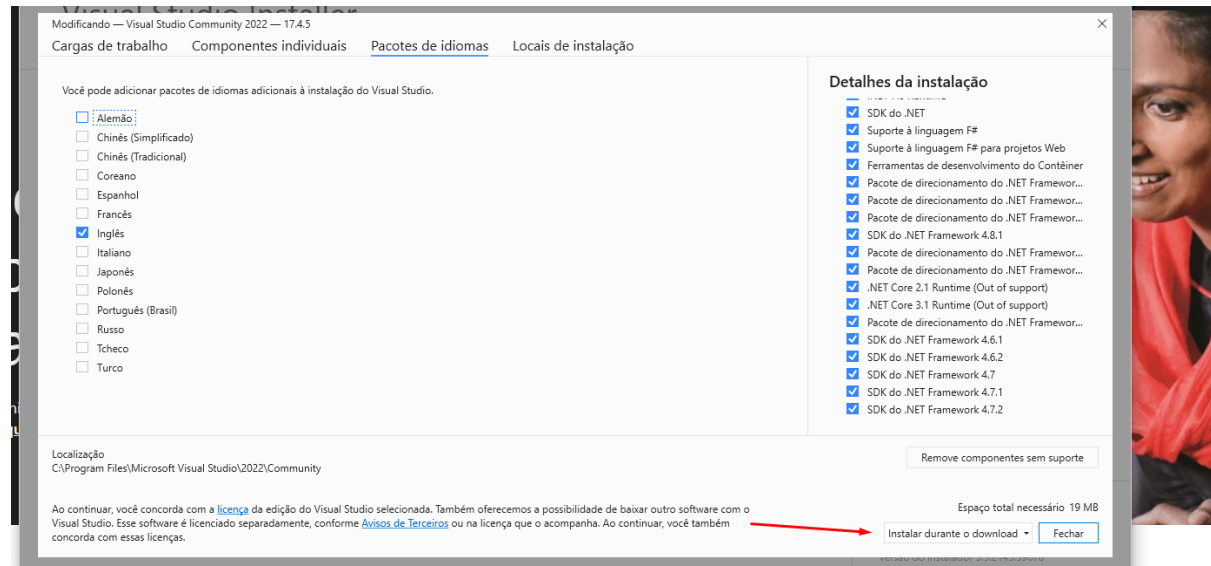 Visual Studio Installer
Modificando — Visual Studio Community 2022 — 17.4.5
Cargas de trabalho Componentes individuais Pacotes de idiomas Locais de instalação
Você pode adicionar pacotes de idiomas adicionais à instalação do Visual Studio.
Alemão
Chinês (Simplificado)
Chinês (Tradicional)
Coreano
Espanhol
Francês
Inglês
Italiano
Japonês
Polonês
Português (Brasil)
Russo
Tcheco
Turco
Detalhes da instalação
SDK do .NET
Suporte à linguagem F#
Suporte à linguagem F# para projetos Web
Ferramentas de desenvolvimento do Contêiner
Pacote de direcionamento do .NET Framewor...
Pacote de direcionamento do .NET Framewor...
Pacote de direcionamento do .NET Framewor...
SDK do .NET Framework 4.8.1
Pacote de direcionamento do .NET Framewor...
Pacote de direcionamento do .NET Framewor...
.NET Core 2.1 Runtime (Out of support)
.NET Core 3.1 Runtime (Out of support)
Pacote de direcionamento do .NET Framewor...
SDK do .NET Framework 4.6.1
SDK do .NET Framework 4.6.2
SDK do .NET Framework 4.7
SDK do .NET Framework 4.7.1
SDK do .NET Framework 4.7.2
Localização
C:\Program Files\Microsoft Visual Studio\2022\Community
Remove componentes sem suporte
Ao continuar, você concorda com a licença da edição do Visual Studio selecionada. Também oferecemos a possibilidade de baixar outro software com o
Visual Studio. Esse software é licenciado separadamente, conforme Avisos de Terceiros ou na licença que o acompanha. Ao continuar, você também
concorda com essas licenças.
Espaço total necessário 19 MB
Instalar durante o download Fechar